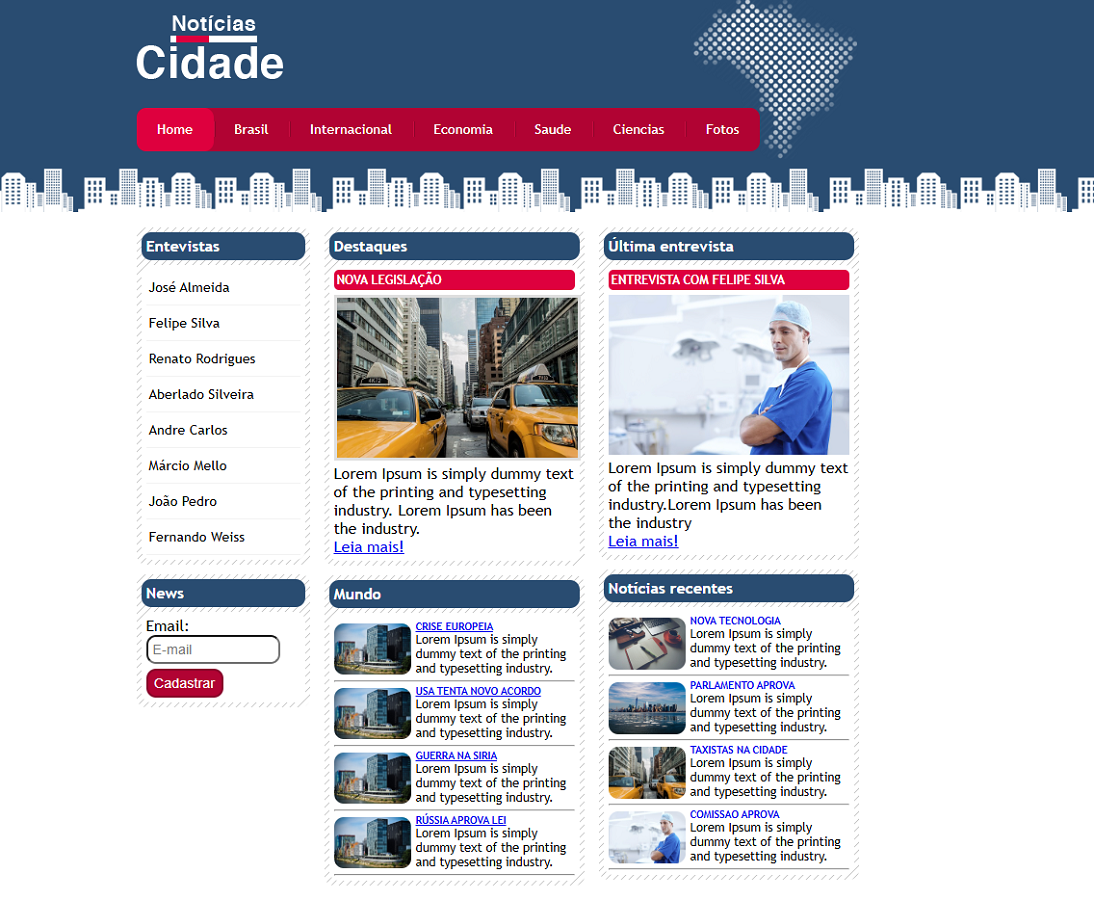 Notícias
Cidade
Home Brasil Internacional Economia Saude Ciencias Fotos
Entevistas
José Almeida
Felipe Silva
Renato Rodrigues
Aberlado Silveira
Andre Carlos
Márcio Mello
João Pedro
Fernando Weiss
News
Email:
E-mail
Cadastrar
Destaques
NOVA LEGISLAÇÃO
Lorem Ipsum is simply dummy text
of the printing and typesetting
industry. Lorem Ipsum has been
the industry.
Leia mais!
Mundo
CRISE EUROPEIA
Lorem Ipsum is simply
dummy text of the printing
and typesetting industry.
USA TENTA NOVO ACORDO
Lorem Ipsum is simply
dummy text of the printing
and typesetting industry.
GUERRA NA SIRIA
Lorem Ipsum is simply
dummy text of the printing
and typesetting industry.
RÚSSIA APROVA LEI
Lorem Ipsum is simply
dummy text of the printing
and typesetting industry.
Última entrevista
ENTREVISTA COM FELIPE SILVA
Lorem Ipsum is simply dummy text
of the printing and typesetting
industry.Lorem Ipsum has been
the industry
Leia mais!
Notícias recentes
NOVA TECNOLOGIA
Lorem Ipsum is simply
dummy text of the printing
and typesetting industry.
PARLAMENTO APROVA
Lorem Ipsum is simply
dummy text of the printing
and typesetting industry.
TAXISTAS NA CIDADE
Lorem Ipsum is simply
dummy text of the printing
and typesetting industry.
COMISSAO APROVA
Lorem Ipsum is simply
dummy text of the printing
and typesetting industry.